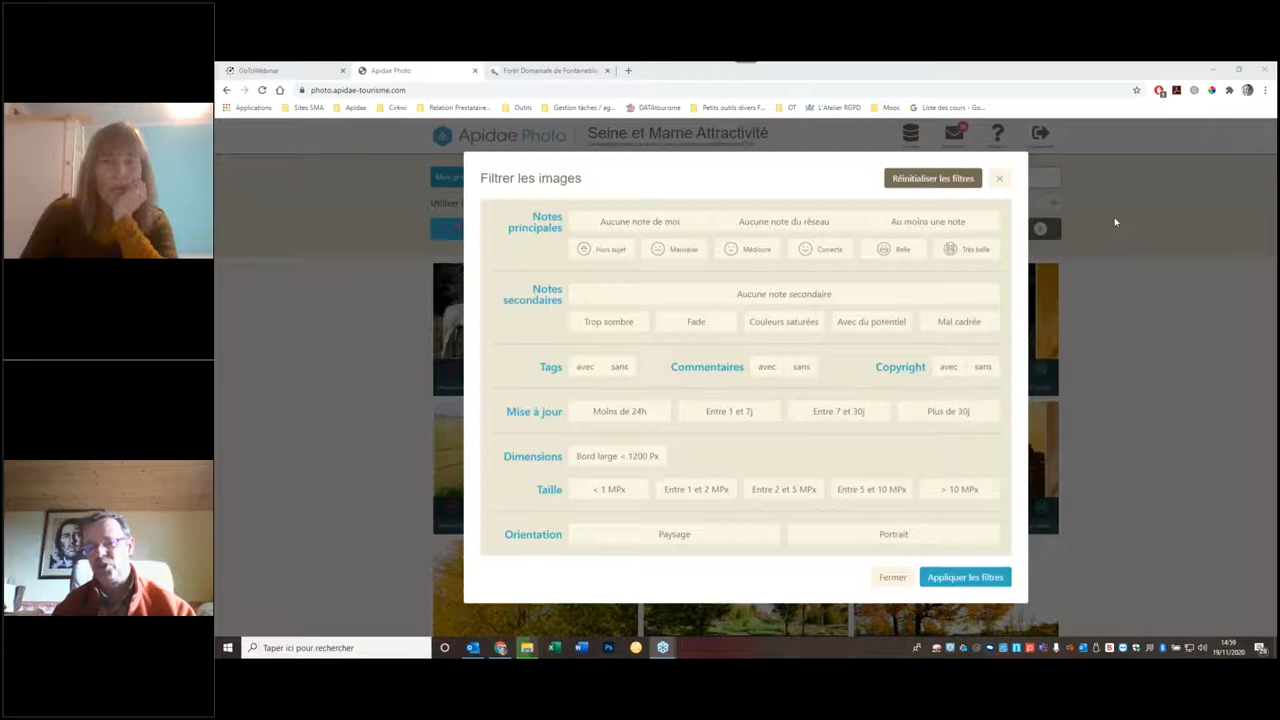 GoToWebinar
Apidae Photo
Forêt Domaniale de Fontaineble
photo.apidae-tourisme.com
Applications
Sites SMA
Apidae
Cirkwi
Relation Prestataire...
Outils
Gestion tâches / ag...
DATAtourisme
Petits outils divers F...
OT
L'Atelier RGPD
Mooc
Liste des cours - Go...
Apidae Photo
Seine et Marne Attractivité
Filtrer les images
Réinitialiser les filtres
Notes principales
Aucune note de moi
Aucune note du réseau
Au moins une note
Hors sujet
Mauvaise
Médiocre
Correcte
Belle
Très belle
Notes secondaires
Aucune note secondaire
Trop sombre
Fade
Couleurs saturées
Avec du potentiel
Mal cadrée
Tags avec sans
Commentaires avec sans
Copyright avec sans
Mise à jour
Moins de 24h
Entre 1 et 7j
Entre 7 et 30j
Plus de 30j
Dimensions
Bord large < 1200 Px
Taille
< 1 MPx
Entre 1 et 2 MPx
Entre 2 et 5 MPx
Entre 5 et 10 MPx
> 10 MPx
Orientation
Paysage
Portrait
Fermer
Appliquer les filtres
Taper ici pour rechercher
14:59
19/11/2020